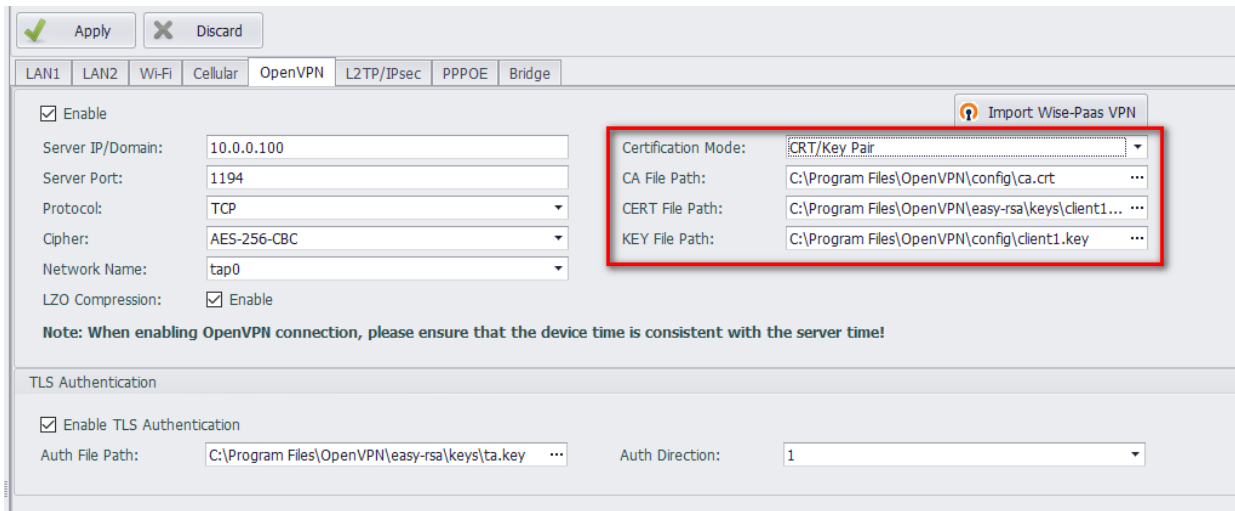 Apply Discard
LAN1 LAN2 Wi-Fi Cellular OpenVPN L2TP/IPsec PPPOE Bridge
Enable Import Wise-Paas VPN
Server IP/Domain: 10.0.0.100 Certification Mode: CRT/Key Pair
Server Port: 1194 CA File Path: C:\Program Files\OpenVPN\config\ca.crt ...
Protocol: TCP CERT File Path: C:\Program Files\OpenVPN\easy-rsa\keys\client1... ...
Cipher: AES-256-CBC KEY File Path: C:\Program Files\OpenVPN\config\client1.key ...
Network Name: tap0
LZO Compression: Enable
Note: When enabling OpenVPN connection, please ensure that the device time is consistent with the server time!
TLS Authentication
Enable TLS Authentication
Auth File Path: C:\Program Files\OpenVPN\easy-rsa\keys\ta.key ... Auth Direction: 1